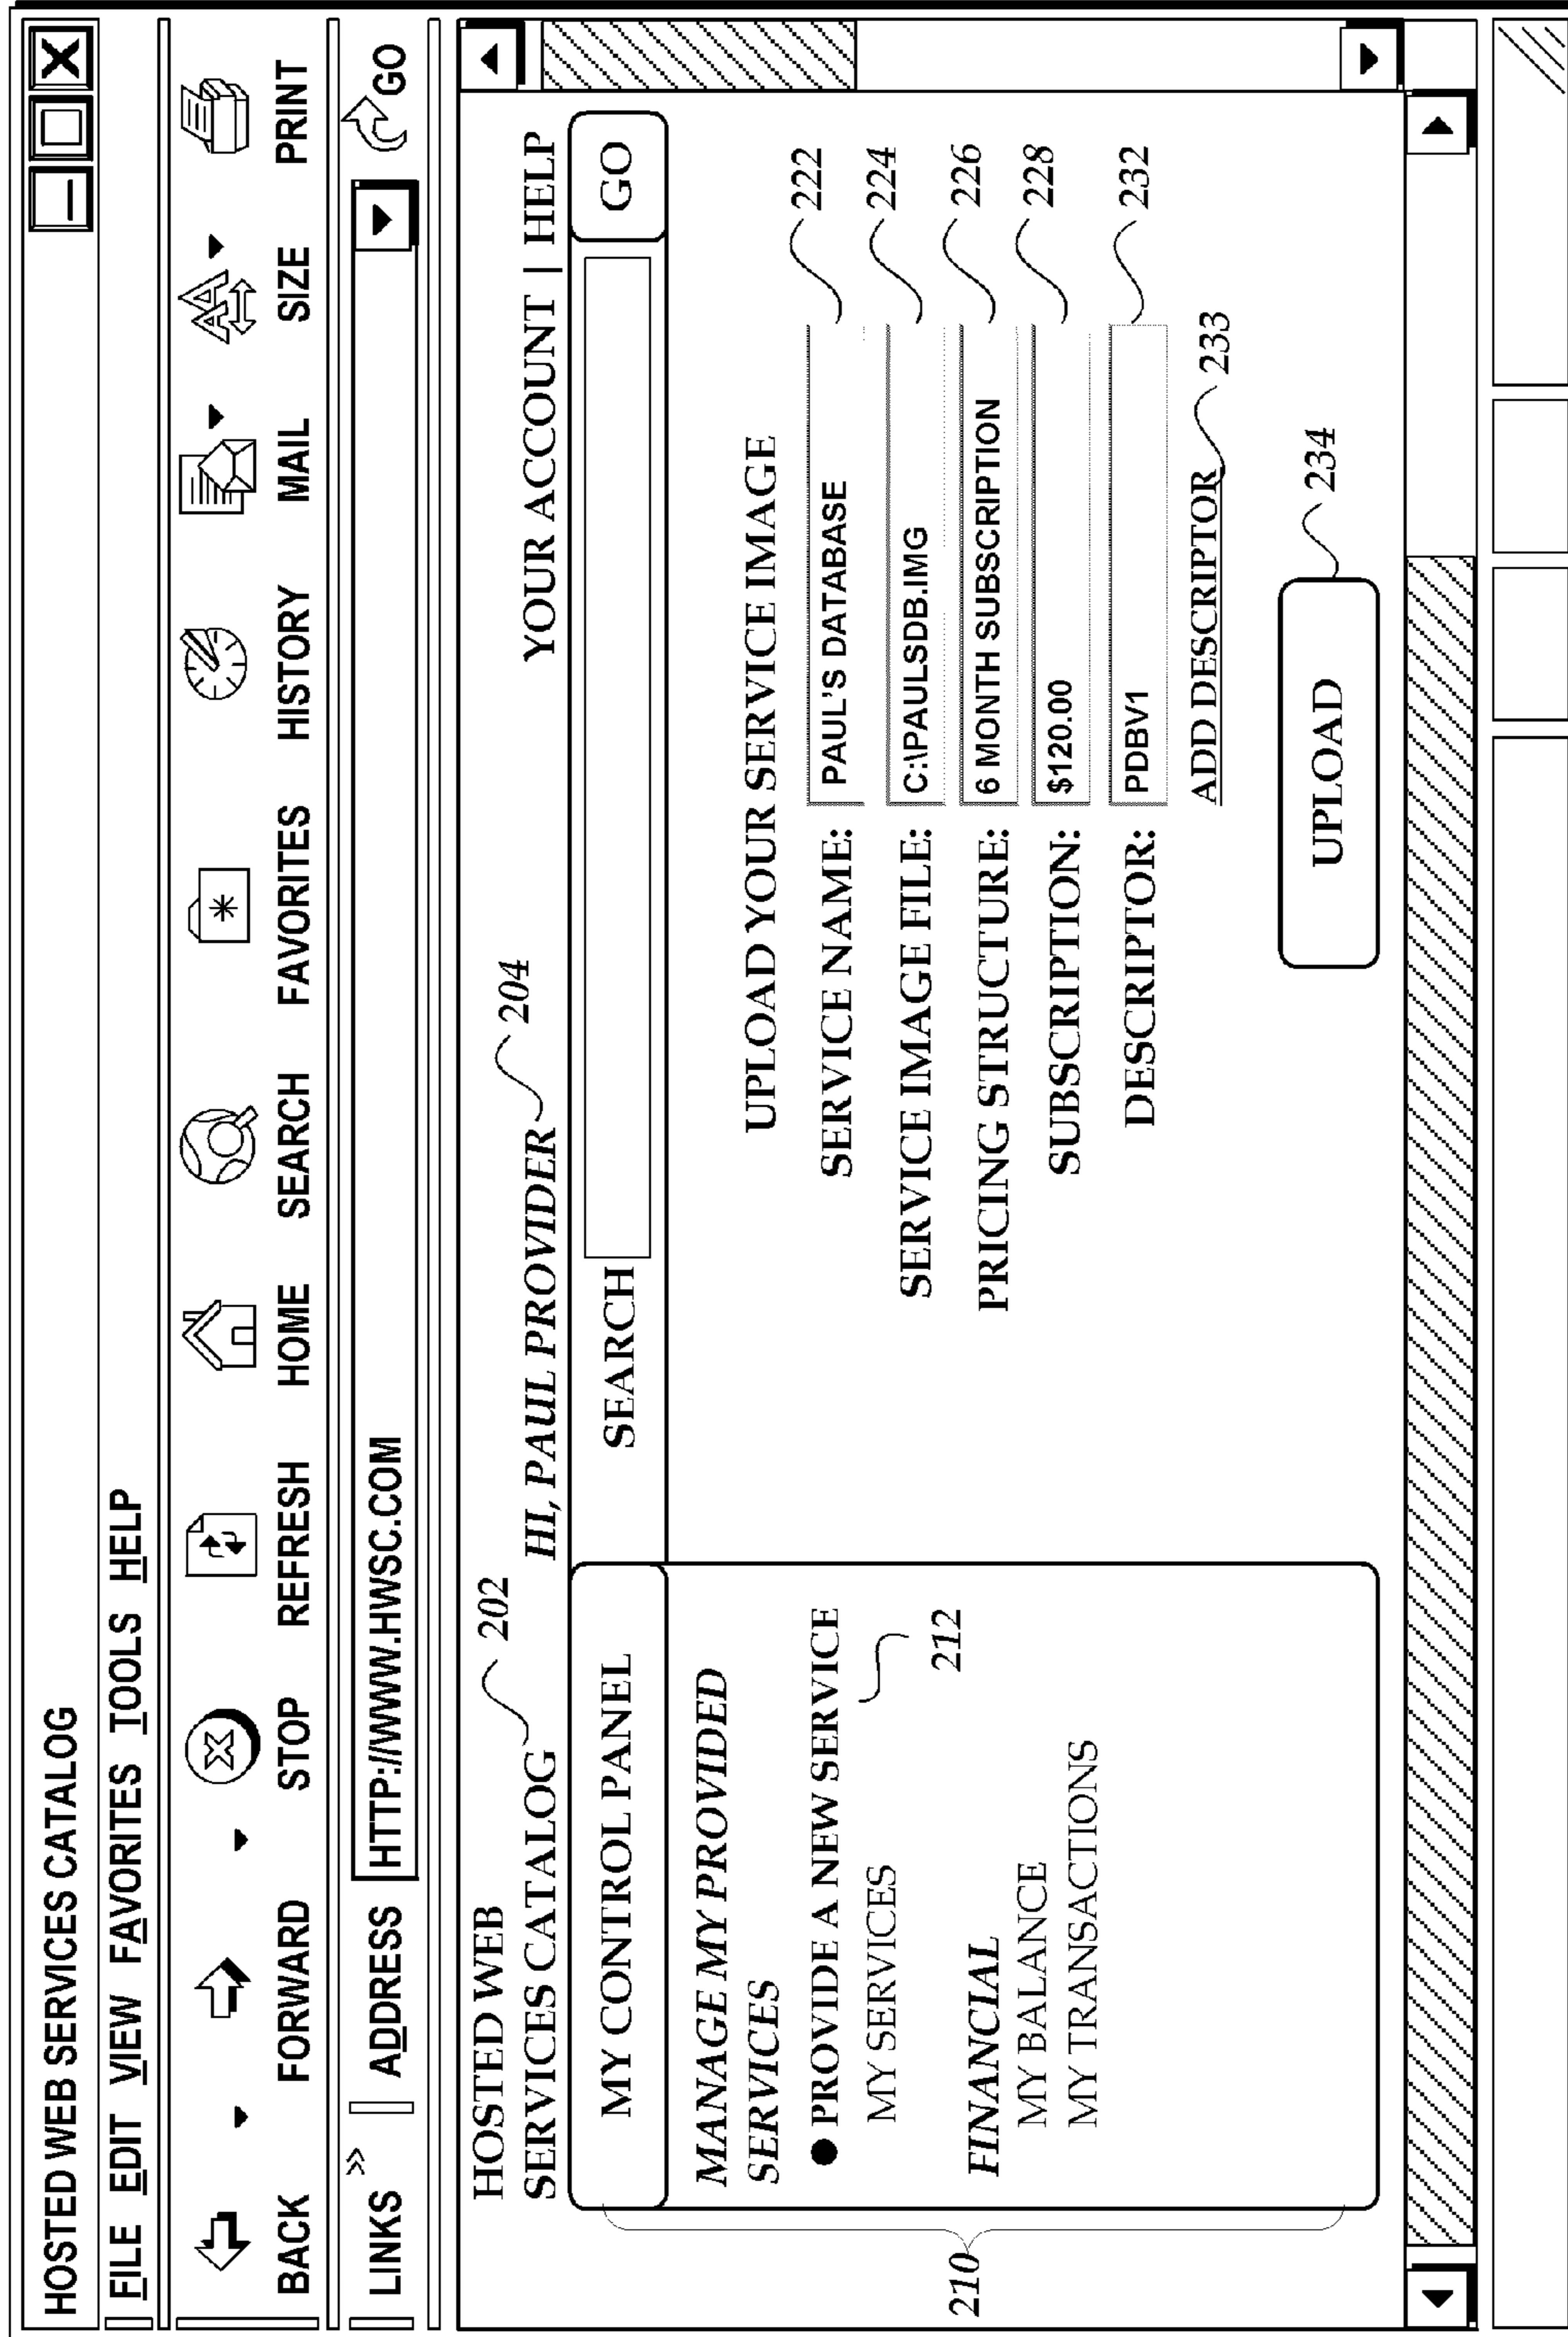 HOSTED WEB SERVICES CATALOG
FILE EDIT VIEW FAVORITES TOOLS HELP
BACK FORWARD STOP REFRESH HOME SEARCH FAVORITES HISTORY MAIL SIZE PRINT
LINKS » ADDRESS HTTP://WWW.HWSC.COM GO
HOSTED WEB
SERVICES CATALOG
202
HI, PAUL PROVIDER
204
YOUR ACCOUNT | HELP
MY CONTROL PANEL
SEARCH
GO
MANAGE MY PROVIDED
SERVICES
● PROVIDE A NEW SERVICE
MY SERVICES
212
FINANCIAL
MY BALANCE
MY TRANSACTIONS
210
UPLOAD YOUR SERVICE IMAGE
SERVICE NAME: PAUL'S DATABASE 222
SERVICE IMAGE FILE: C:\PAULSDB.IMG 224
PRICING STRUCTURE: 6 MONTH SUBSCRIPTION 226
SUBSCRIPTION: $120.00 228
DESCRIPTOR: PDBV1 232
ADD DESCRIPTOR 233
UPLOAD 234